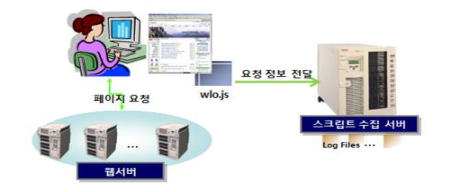 요청 정보 전달
wlo.js
페이지 요청
스크립트 수집 서버
...
Log Files ...
웹서버